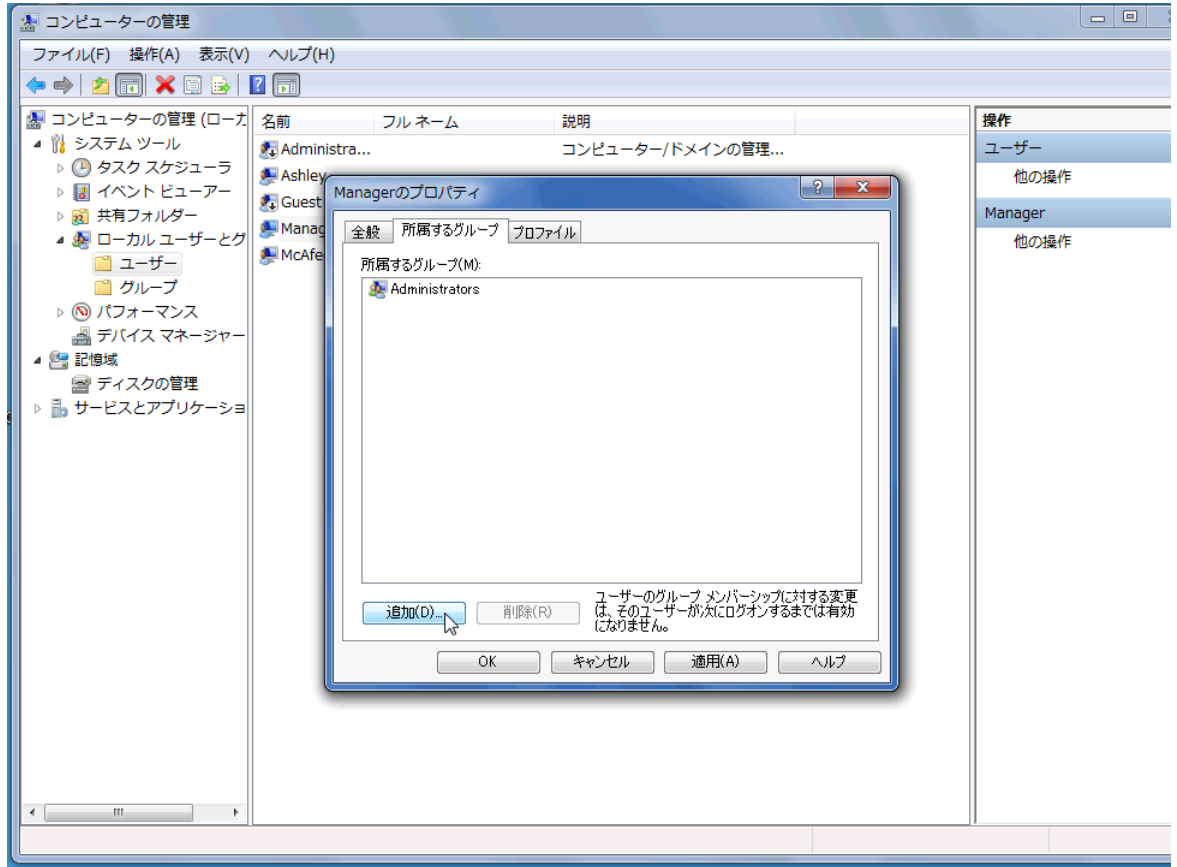 コンピューターの管理
ファイル(F) 操作(A) 表示(V) ヘルプ(H)
コンピューターの管理 (ローカ
システム ツール
タスク スケジューラ
イベント ビューアー
共有フォルダー
ローカル ユーザーとグ
ユーザー
グループ
パフォーマンス
デバイス マネージャー
記憶域
ディスクの管理
サービスとアプリケーショ
名前 フル ネーム 説明
Administra... コンピューター/ドメインの管理...
Ashley
Guest
Manag
McAfe
Managerのプロパティ
全般 所属するグループ プロファイル
所属するグループ(M):
Administrators
追加(D)... 削除(R)
ユーザーのグループ メンバーシップに対する変更
は、そのユーザーが次にログオンするまでは有効
になりません。
OK キャンセル 適用(A) ヘルプ
操作
ユーザー
他の操作
Manager
他の操作